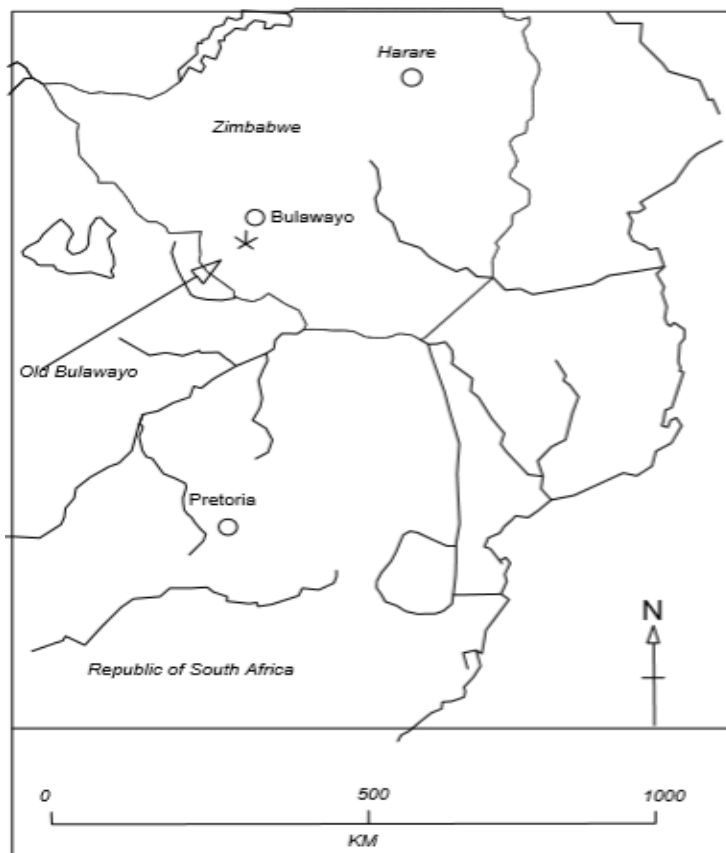 Harare
Zimbabwe
Bulawayo
Old Bulawayo
Pretoria
N
Republic of South Africa
0 500 1000
KM